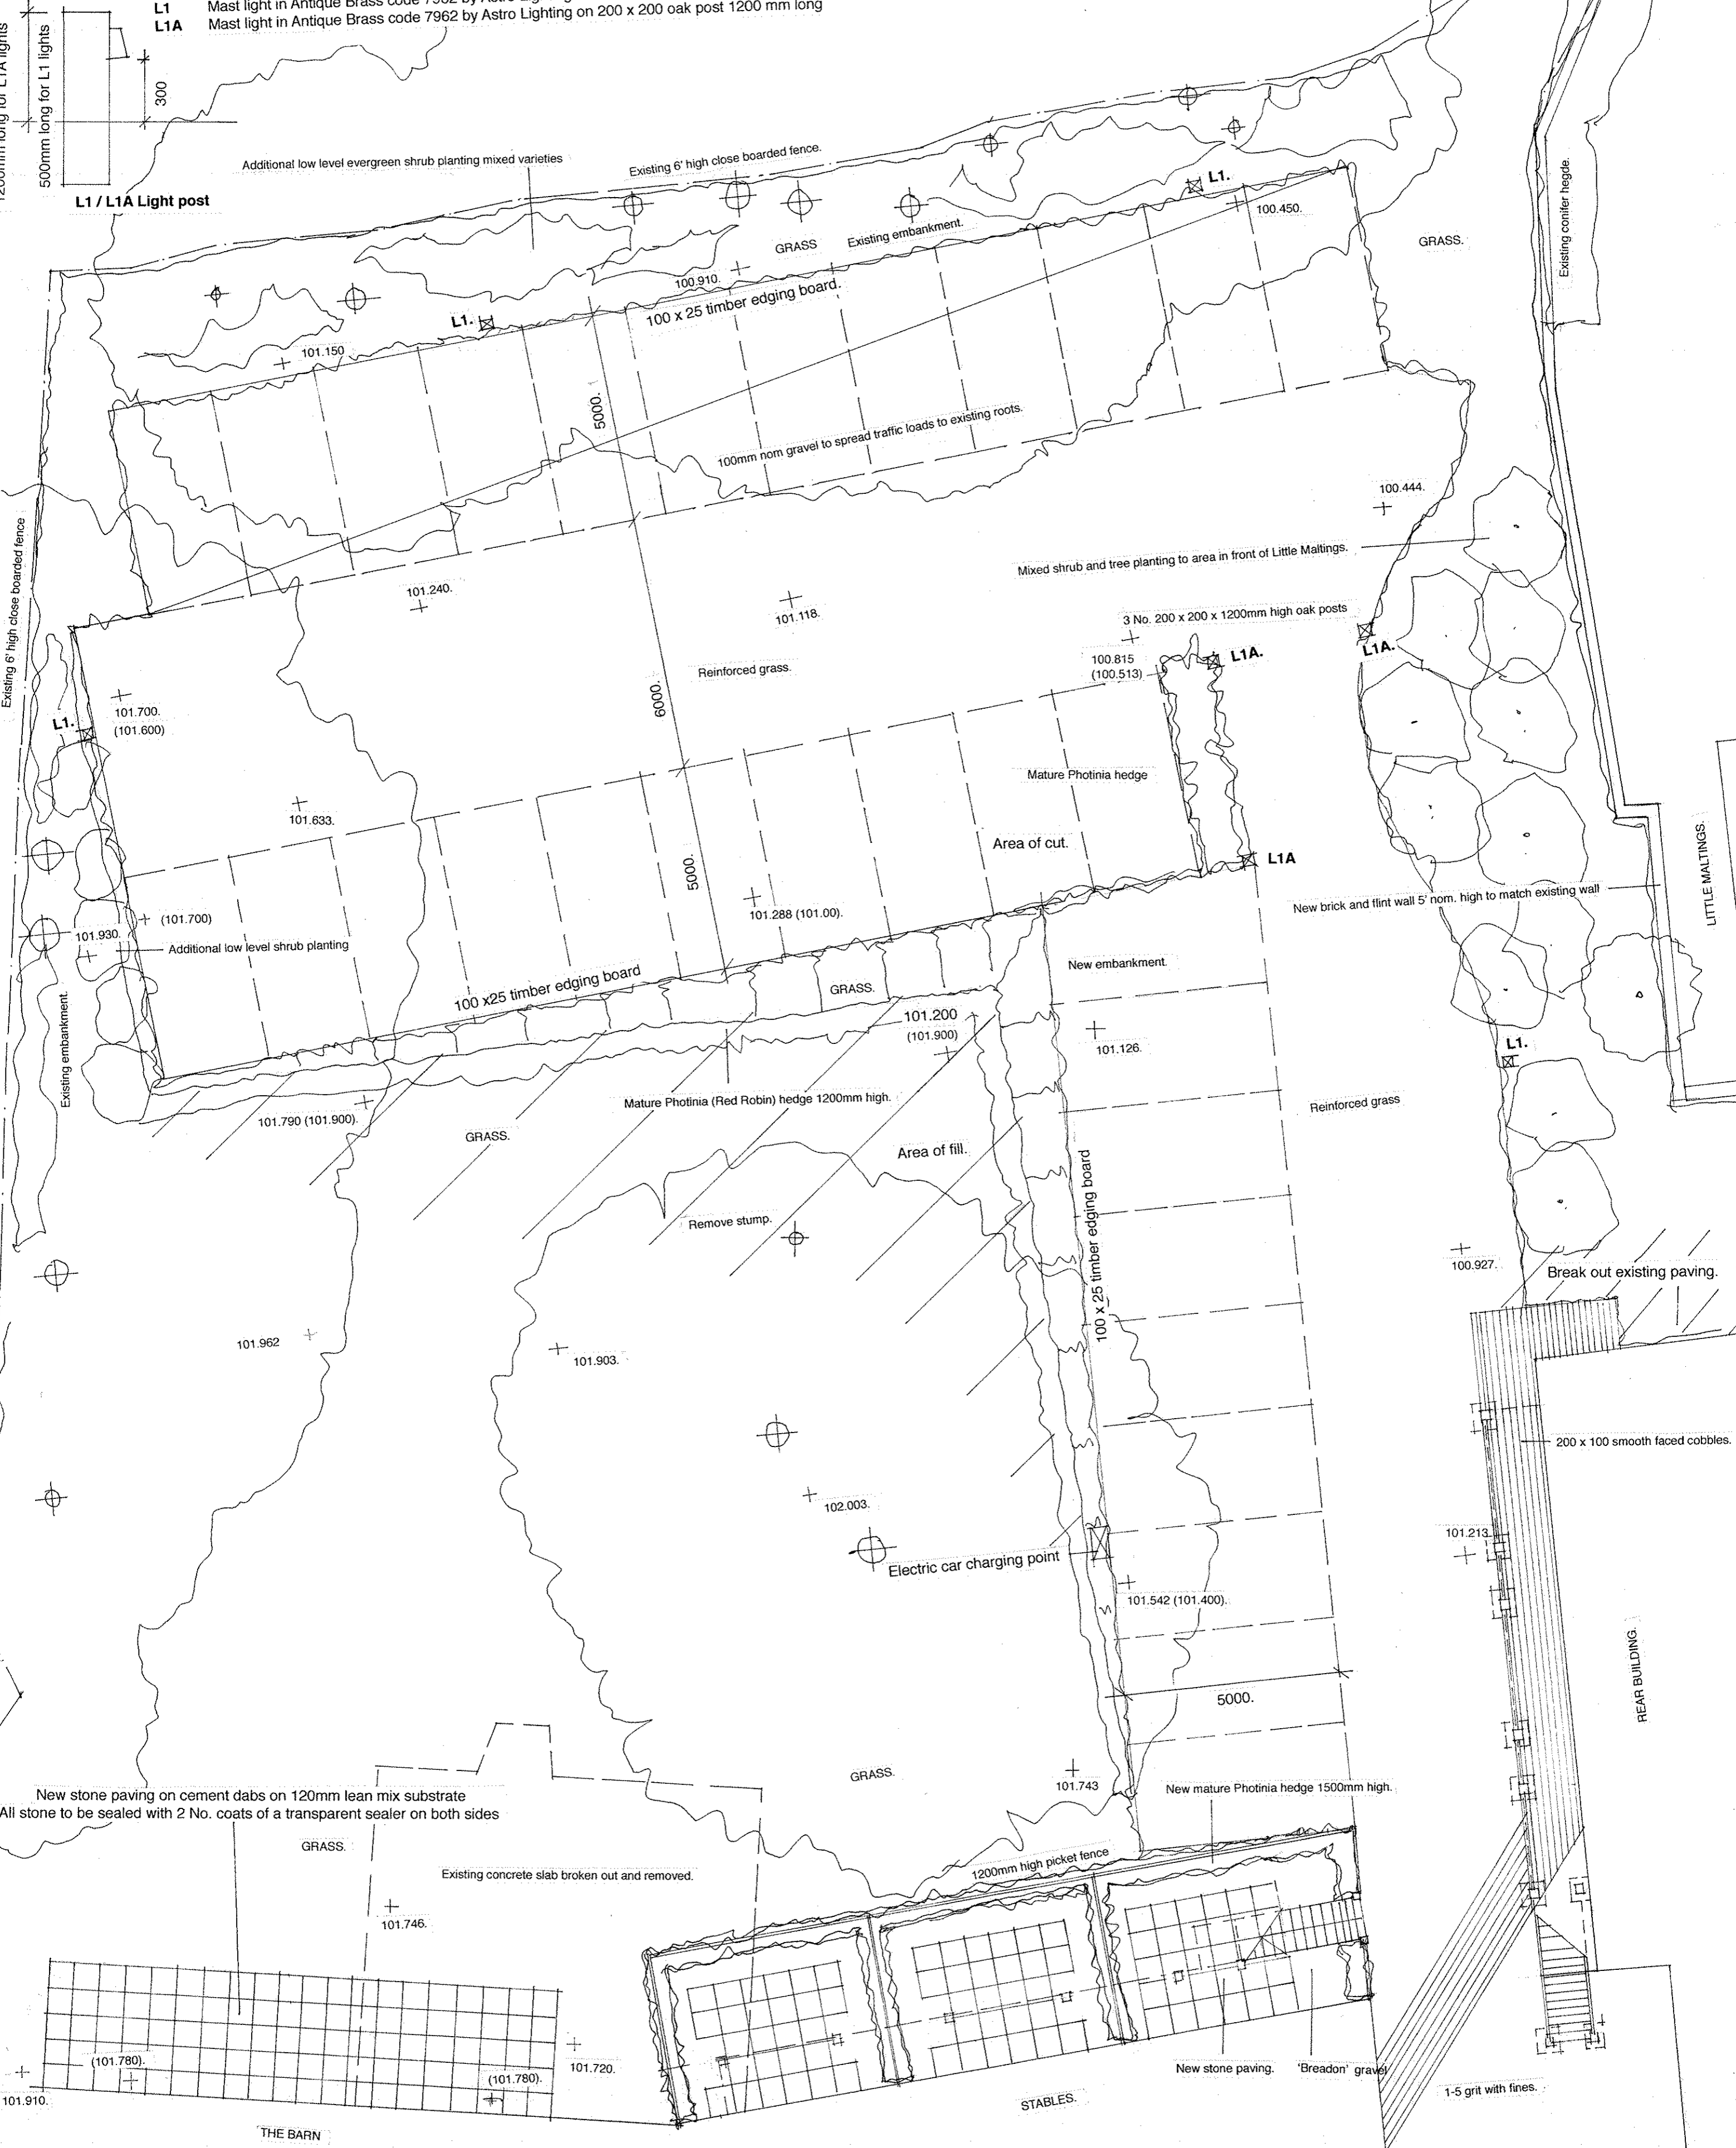 L1 Mast light in Antique Brass code 7962 by Astro
L1A Mast light in Antique Brass code 7962 by Astro Lighting on 200 x 200 oak post 1200 mm long
500mm long for L1 lights
300
L1 / L1A Light post
Additional low level evergreen shrub planting mixed varieties
Existing 6' high close boarded fence.
L1.
100.450.
GRASS
Existing embankment.
GRASS.
Existing conifer hegde.
100.910.
100 x 25 timber edging board.
L1.
101.150
5000.
100mm nom gravel to spread traffic loads to existing roots.
100.444.
Existing 6' high close boarded fence
Mixed shrub and tree planting to area in front of Little Maltings.
101.240.
101.118.
3 No. 200 x 200 x 1200mm high oak posts
L1A.
L1A.
100.815
(100.513)
Reinforced grass.
6000.
101.700.
(101.600)
L1.
Mature Photinia hedge
101.633.
Area of cut.
L1A
5000.
LITTLE MALTINGS.
New brick and flint wall 5' nom. high to match existing wall
101.288 (101.00).
(101.700)
101.930.
Additional low level shrub planting
New embankment.
100 x25 timber edging board
GRASS.
101.200
(101.900)
101.126.
L1.
Existing embankment.
Mature Photinia (Red Robin) hedge 1200mm high.
Reinforced grass
101.790 (101.900).
GRASS.
Area of fill.
100 x 25 timber edging board
Remove stump.
100.927.
Break out existing paving.
101.962
101.903.
200 x 100 smooth faced cobbles.
102.003.
101.213
Electric car charging point
101.542 (101.400).
REAR BUILDING.
5000.
GRASS.
101.743
New mature Photinia hedge 1500mm high.
New stone paving on cement dabs on 120mm lean mix substrate
All stone to be sealed with 2 No. coats of a transparent sealer on both sides
GRASS.
Existing concrete slab broken out and removed.
1200mm high picket fence
101.746.
(101.780).
(101.780).
101.720.
101.910.
New stone paving.
'Breadon' gravel
1-5 grit with fines.
STABLES.
THE BARN